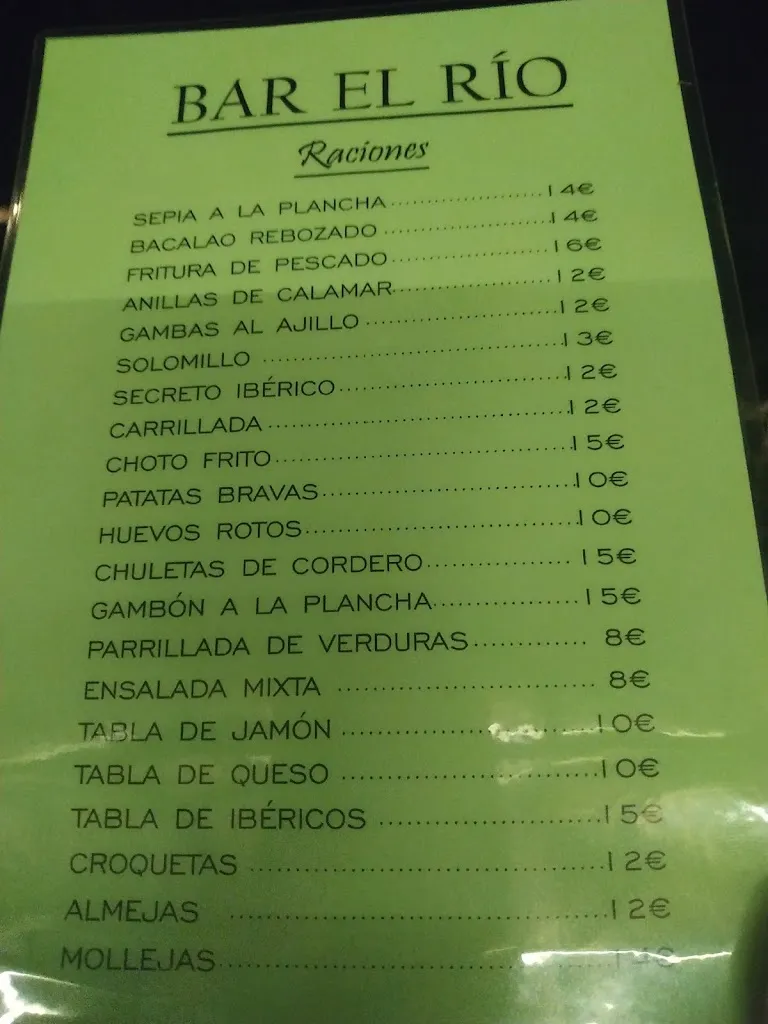 BAR EL RÍO
Raciones
SEPIA A LA PLANCHA..........................14€
BACALAO REBOZADO ..........................14€
FRITURA DE PESCADO..........................16€
ANILLAS DE CALAMAR..........................12€
GAMBAS AL AJILLO ..........................12€
SOLOMILLO ..........................13€
SECRETO IBÉRICO..........................12€
CARRILLADA..........................12€
CHOTO FRITO..........................15€
PATATAS BRAVAS..........................10€
HUEVOS ROTOS..........................10€
CHULETAS DE CORDERO.................. 15€
GAMBÓN A LA PLANCHA..................15€
PARRILLADA DE VERDURAS............. 8€
ENSALADA MIXTA .......................... 8€
TABLA DE JAMÓN ..........................10€
TABLA DE QUESO ..........................10€
TABLA DE IBÉRICOS ......................15€
CROQUETAS ..........................12€
ALMEJAS ..........................12€
MOLLEJAS..........................14€